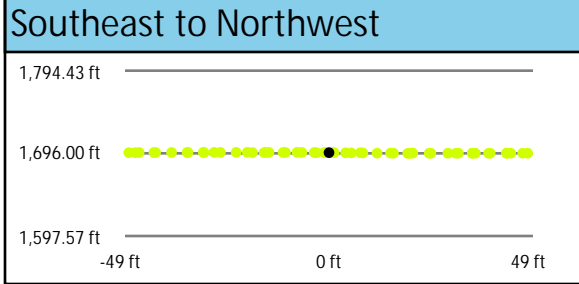 Southeast to Northwest
1,794.43 ft
1,696.00 ft
1,597.57 ft
-49 ft 0 ft 49 ft